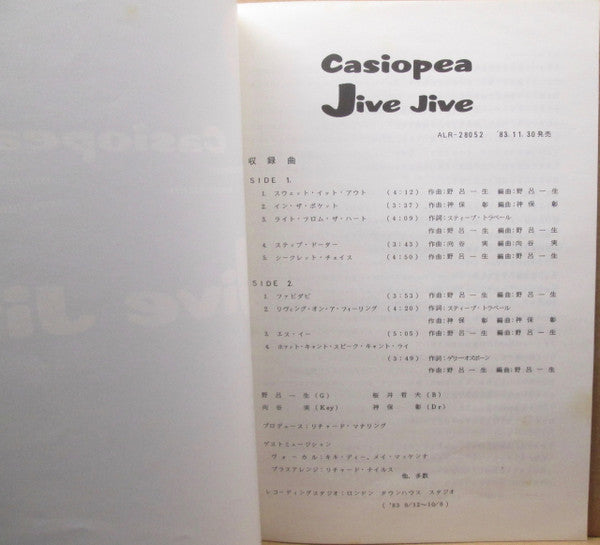 Casiopea
Jive Jive
ALR-28052 '83.11.30発売
収録曲
SIDE 1.
1. スウェット・イット・アウト (4:12) 作曲:野呂一生 編曲:野呂一生
2. イン・ザ・ポケット (3:37) 作曲:神保 彰 編曲:神保 彰
3. ライト・フロム・ザ・ハート (4:09) 作詞:スティーブ・トラベール
作曲:野呂一生 編曲:野呂一生
4. ステップ・ドーター (3:43) 作曲:向谷 実 編曲:向谷 実
5. シークレット・チェイス (4:50) 作曲:野呂一生 編曲:野呂一生
SIDE 2.
1. ファビダビ (3:53) 作曲:野呂一生 編曲:野呂一生
2. リヴィング・オン・ア・フォーリング (4:20) 作詞:スティーブ・トラベール
作曲:神保 彰 編曲:神保 彰
3. エス・イー (5:05) 作曲:野呂一生 編曲:野呂一生
4. ホヮット・キャント・スピーク・キャント・ライ
(3:49) 作詞:ゲリー・オズボーン
作曲:野呂一生 編曲:野呂一生
野呂一生(G) 桜井哲夫(B)
向谷 実(Key) 神保 彰(Dr)
プロデュース:リチャード・マナリング
ゲストミュージシャン
ヴォーカル:キル・ディー、メイ・マッケンナ
ブラスアレンジ:リチャード・ナイルス
他、多数
レコーディングスタジオ:ロンドン タウンハウス スタジオ
('83 9/12〜10/8)